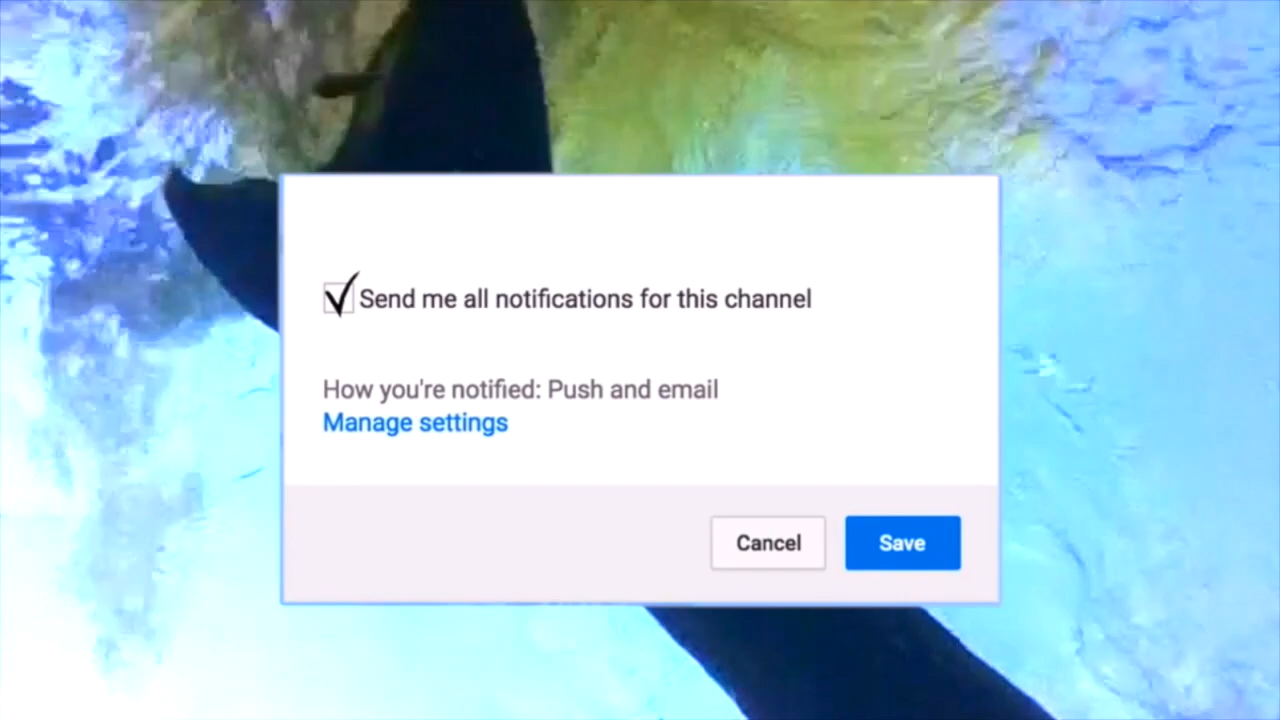 Send me all notifications for this channel
How you're notified: Push and email
Manage settings
Cancel
Save